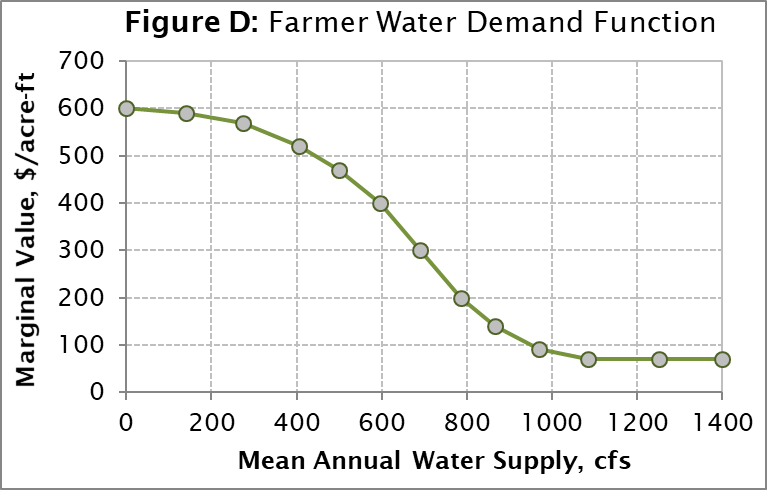 Figure D: Farmer Water Demand Function
700
600
500
400
300
200
100
0
Marginal Value, $/acre-ft
0 200 400 600 800 1000 1200 1400
Mean Annual Water Supply, cfs